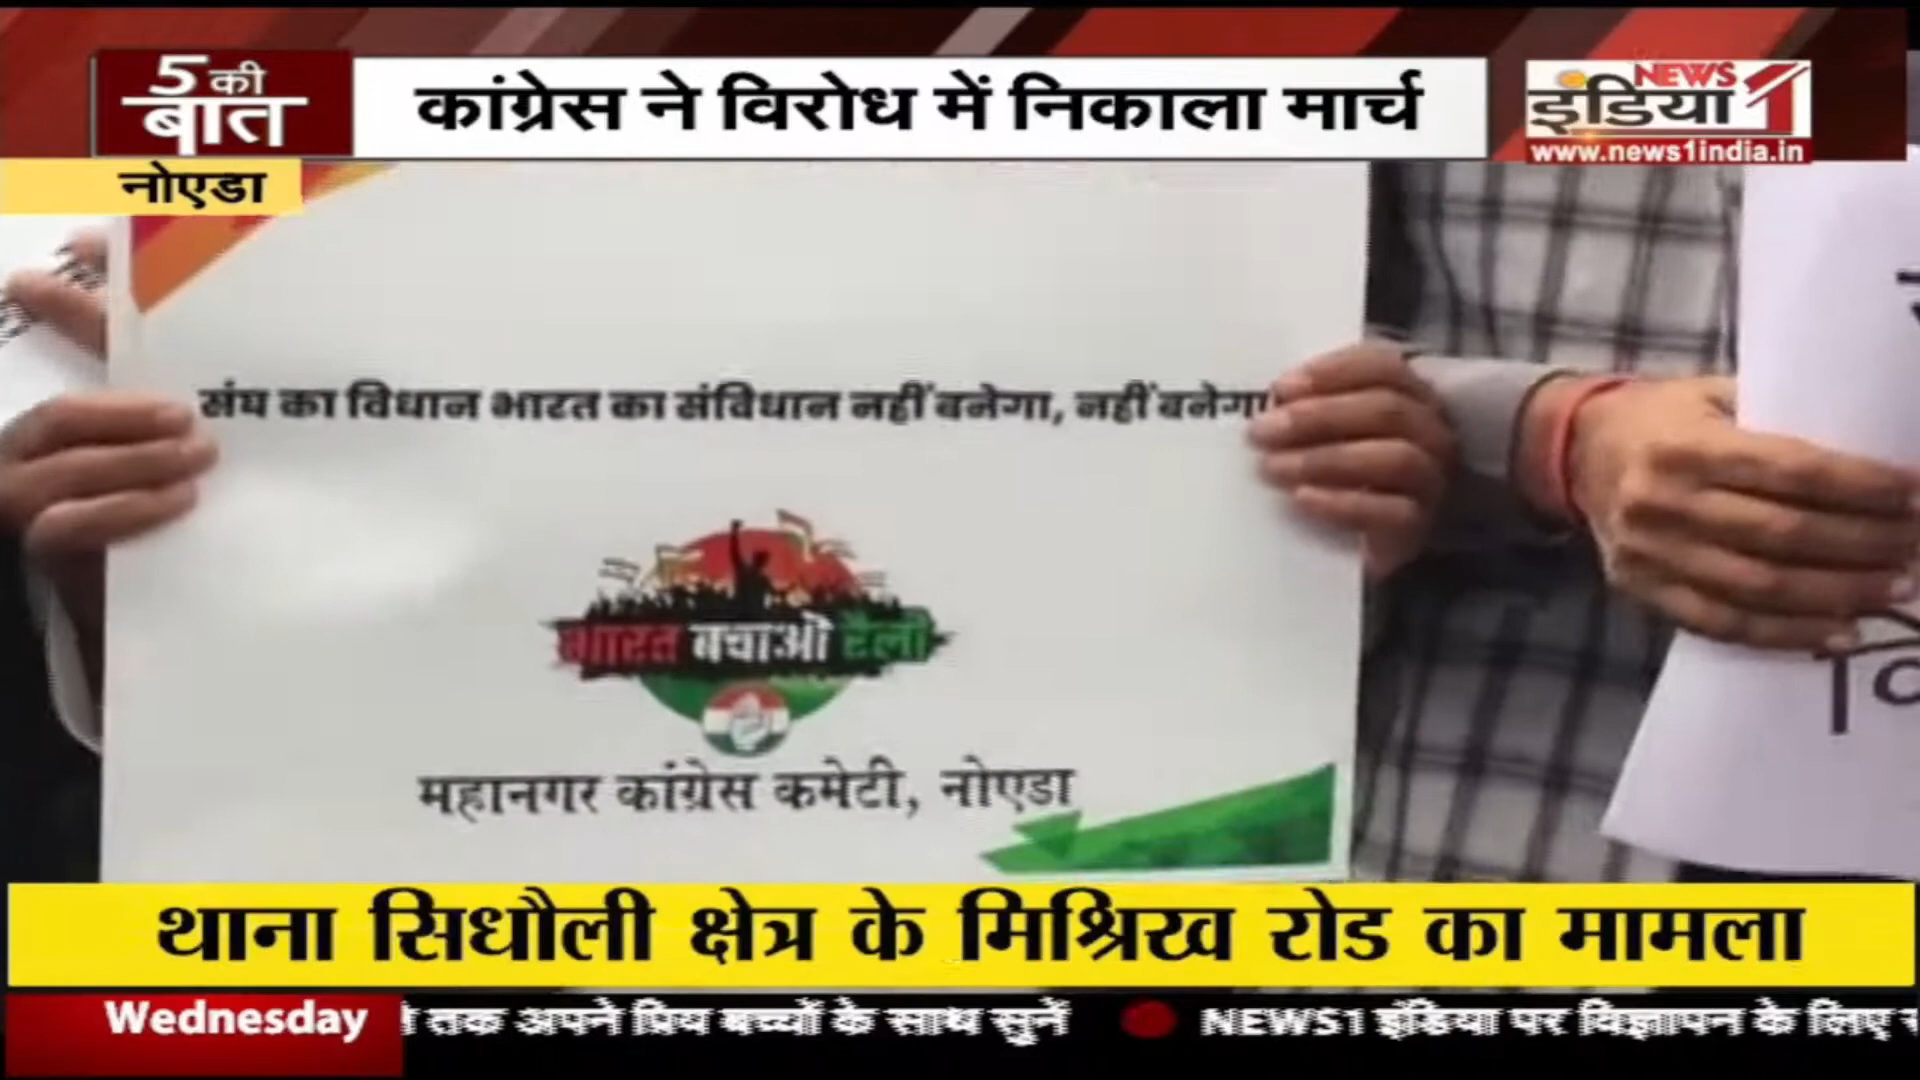 5 की
बात
कांग्रेस ने विरोध में निकाला मार्च
NEWS
इंडिया 1
www.news1india.in
नोएडा
संघ का विधान भारत का संविधान नहीं बनेगा, नहीं बनेगा
भारत बचाओ रैली
महानगर कांग्रेस कमेटी, नोएडा
थाना सिधौली क्षेत्र के मिश्रिख रोड का मामला
Wednesday
तक अपने प्रिय बच्चों के साथ सुनें
NEWS1 इंडिया पर विज्ञापन के लिए